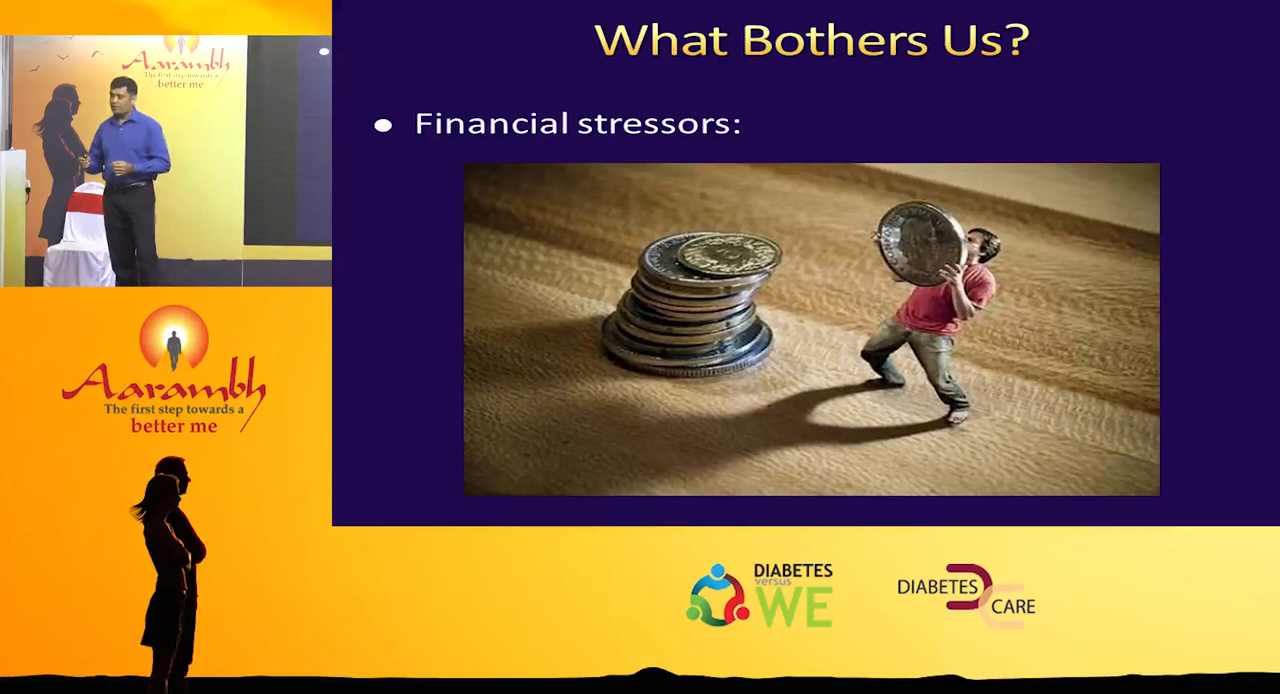 Aarambh
The first step towards a
better me
What Bothers Us?
Financial stressors:
Aarambh
The first step towards a
better me
DIABETES
versus
WE
DIABETES
CARE